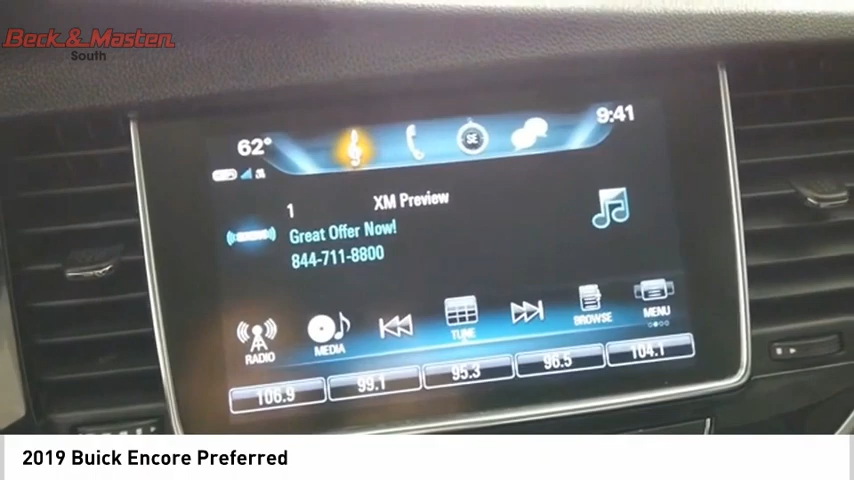 Beck & Masten
South
62°
9:41
SE
1
XM Preview
Great Offer Now!
844-711-8800
RADIO
MEDIA
TUNE
BROWSE
MENU
106.9
99.1
95.3
96.5
104.1
2019 Buick Encore Preferred